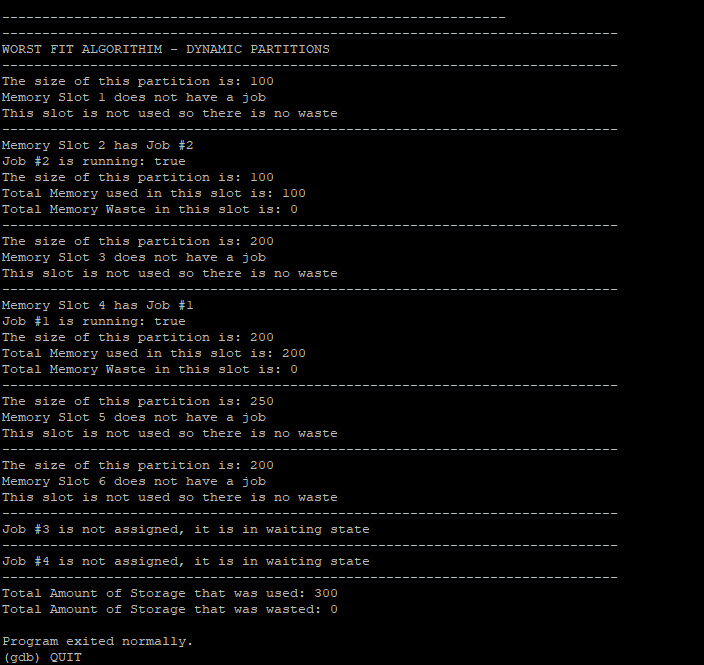 ---------------------------------------------------------------
-----------------------------------------------------------------------------
WORST FIT ALGORITHIM - DYNAMIC PARTITIONS
-----------------------------------------------------------------------------
The size of this partition is: 100
Memory Slot 1 does not have a job
This slot is not used so there is no waste
-----------------------------------------------------------------------------
Memory Slot 2 has Job #2
Job #2 is running: true
The size of this partition is: 100
Total Memory used in this slot is: 100
Total Memory Waste in this slot is: 0
-----------------------------------------------------------------------------
The size of this partition is: 200
Memory Slot 3 does not have a job
This slot is not used so there is no waste
-----------------------------------------------------------------------------
Memory Slot 4 has Job #1
Job #1 is running: true
The size of this partition is: 200
Total Memory used in this slot is: 200
Total Memory Waste in this slot is: 0
-----------------------------------------------------------------------------
The size of this partition is: 250
Memory Slot 5 does not have a job
This slot is not used so there is no waste
-----------------------------------------------------------------------------
The size of this partition is: 200
Memory Slot 6 does not have a job
This slot is not used so there is no waste
-----------------------------------------------------------------------------
Job #3 is not assigned, it is in waiting state
-----------------------------------------------------------------------------
Job #4 is not assigned, it is in waiting state
-----------------------------------------------------------------------------
Total Amount of Storage that was used: 300
Total Amount of Storage that was wasted: 0
Program exited normally.
(gdb) QUIT